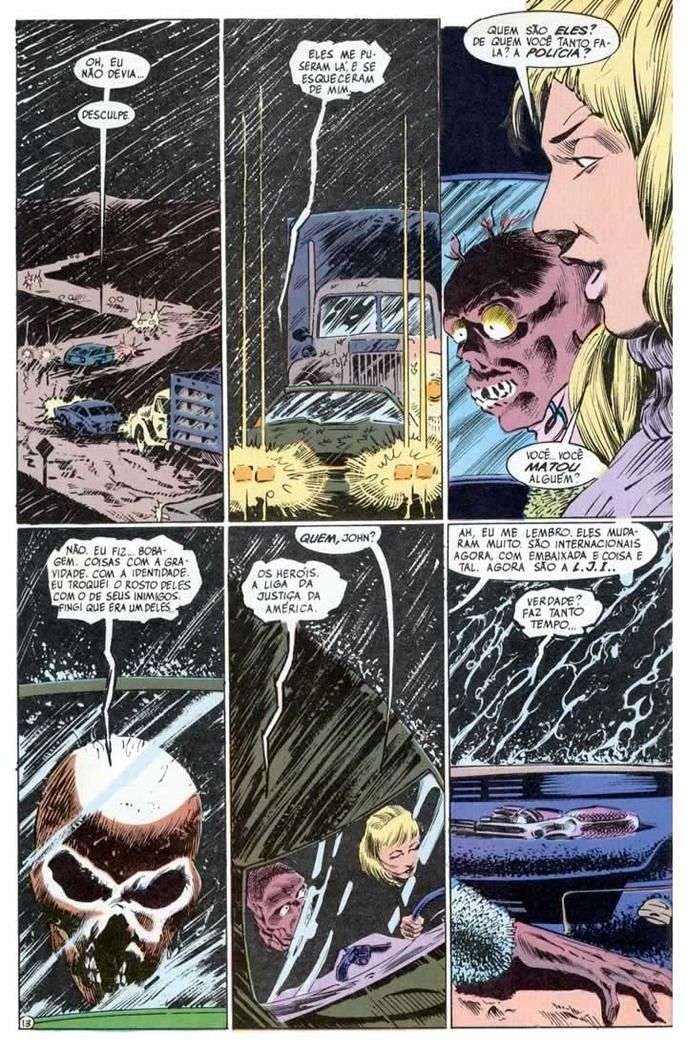 OH, EU
NÃO DEVIA...
DESCULPE.
ELES ME PU-
SERAM LÁ, E SE
ESQUECERAM
DE MIM.
QUEM SÃO ELES?
DE QUEM VOCÊ TANTO FA-
LA? A POLÍCIA?
VOCÊ... VOCÊ
MATOU
ALGUÉM?
NÃO. EU FIZ... BOBA-
GEM. COISAS COM A GRA-
VIDADE. COM A IDENTIDADE.
EU TROQUEI O ROSTO DELES
COM O DE SEUS INIMIGOS.
FINGI QUE ERA UM DELES.
QUEM, JOHN?
OS HERÓIS.
A LIGA DA
JUSTIÇA DA
AMÉRICA.
AH, EU ME LEMBRO. ELES MUDA-
RAM MUITO. SÃO INTERNACIONAIS
AGORA, COM EMBAIXADA E COISA E
TAL. AGORA SÃO A L.J.I..
VERDADE?
FAZ TANTO
TEMPO...
13